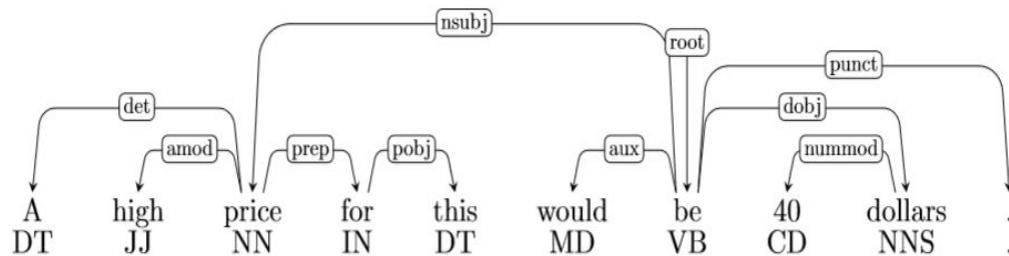 nsubj
root
punct
det
dobj
amod
prep
pobj
aux
nummod
A high price for this would be 40 dollars .
DT JJ NN IN DT MD VB CD NNS .